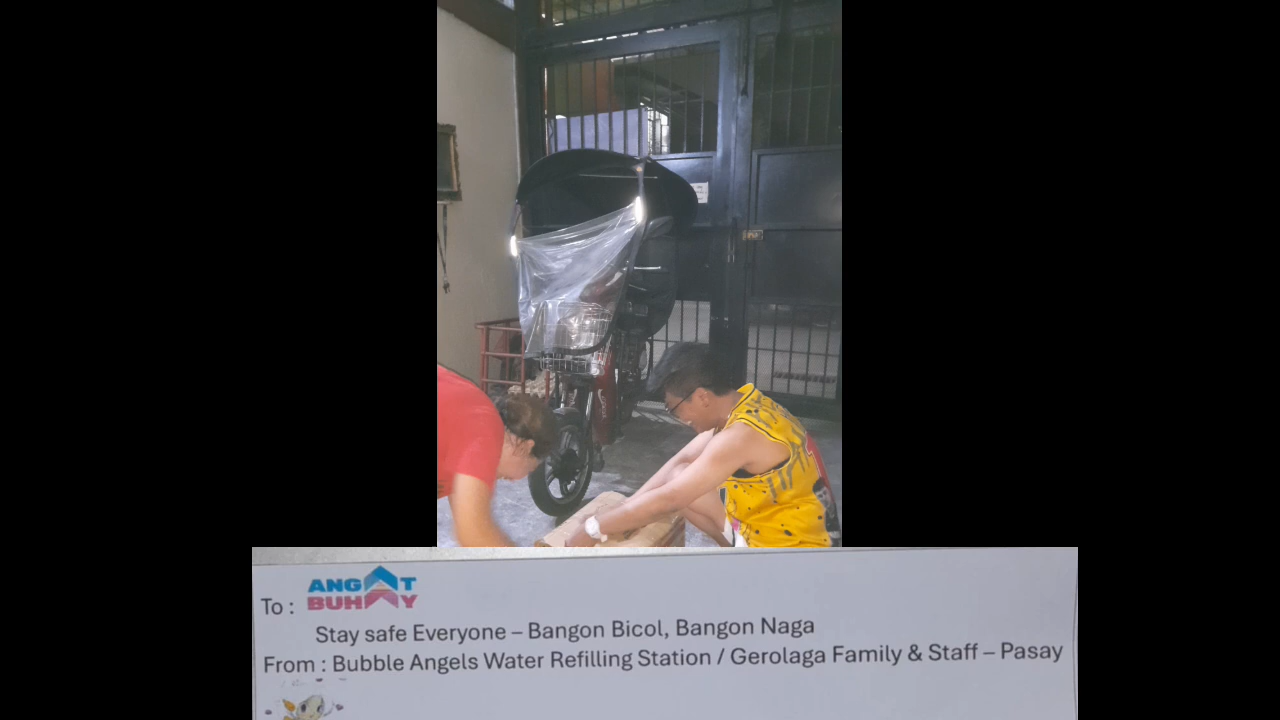 To : ANGAT
BUHAY
Stay safe Everyone – Bangon Bicol, Bangon Naga
From : Bubble Angels Water Refilling Station / Gerolaga Family & Staff – Pasay